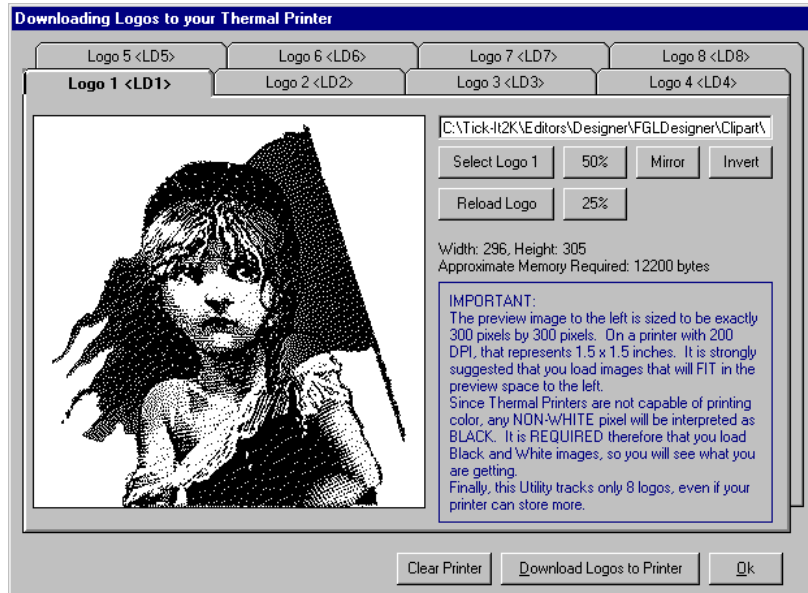 Downloading Logos to your Thermal Printer
Logo 5 <LD5>
Logo 6 <LD6>
Logo 7 <LD7>
Logo 8 <LD8>
Logo 1 <LD1>
Logo 2 <LD2>
Logo 3 <LD3>
Logo 4 <LD4>
C:\Tick-It2K\Editors\Designer\FGLDesigner\Clipart\
Select Logo 1
50%
Mirror
Invert
Reload Logo
25%
Width: 296, Height: 305
Approximate Memory Required: 12200 bytes
IMPORTANT:
The preview image to the left is sized to be exactly
300 pixels by 300 pixels.  On a printer with 200
DPI, that represents 1.5 x 1.5 inches.  It is strongly
suggested that you load images that will FIT in the
preview space to the left.
Since Thermal Printers are not capable of printing
color, any NON-WHITE pixel will be interpreted as
BLACK.  It is REQUIRED therefore that you load
Black and White images, so you will see what you
are getting.
Finally, this Utility tracks only 8 logos, even if your
printer can store more.
Clear Printer
Download Logos to Printer
Ok